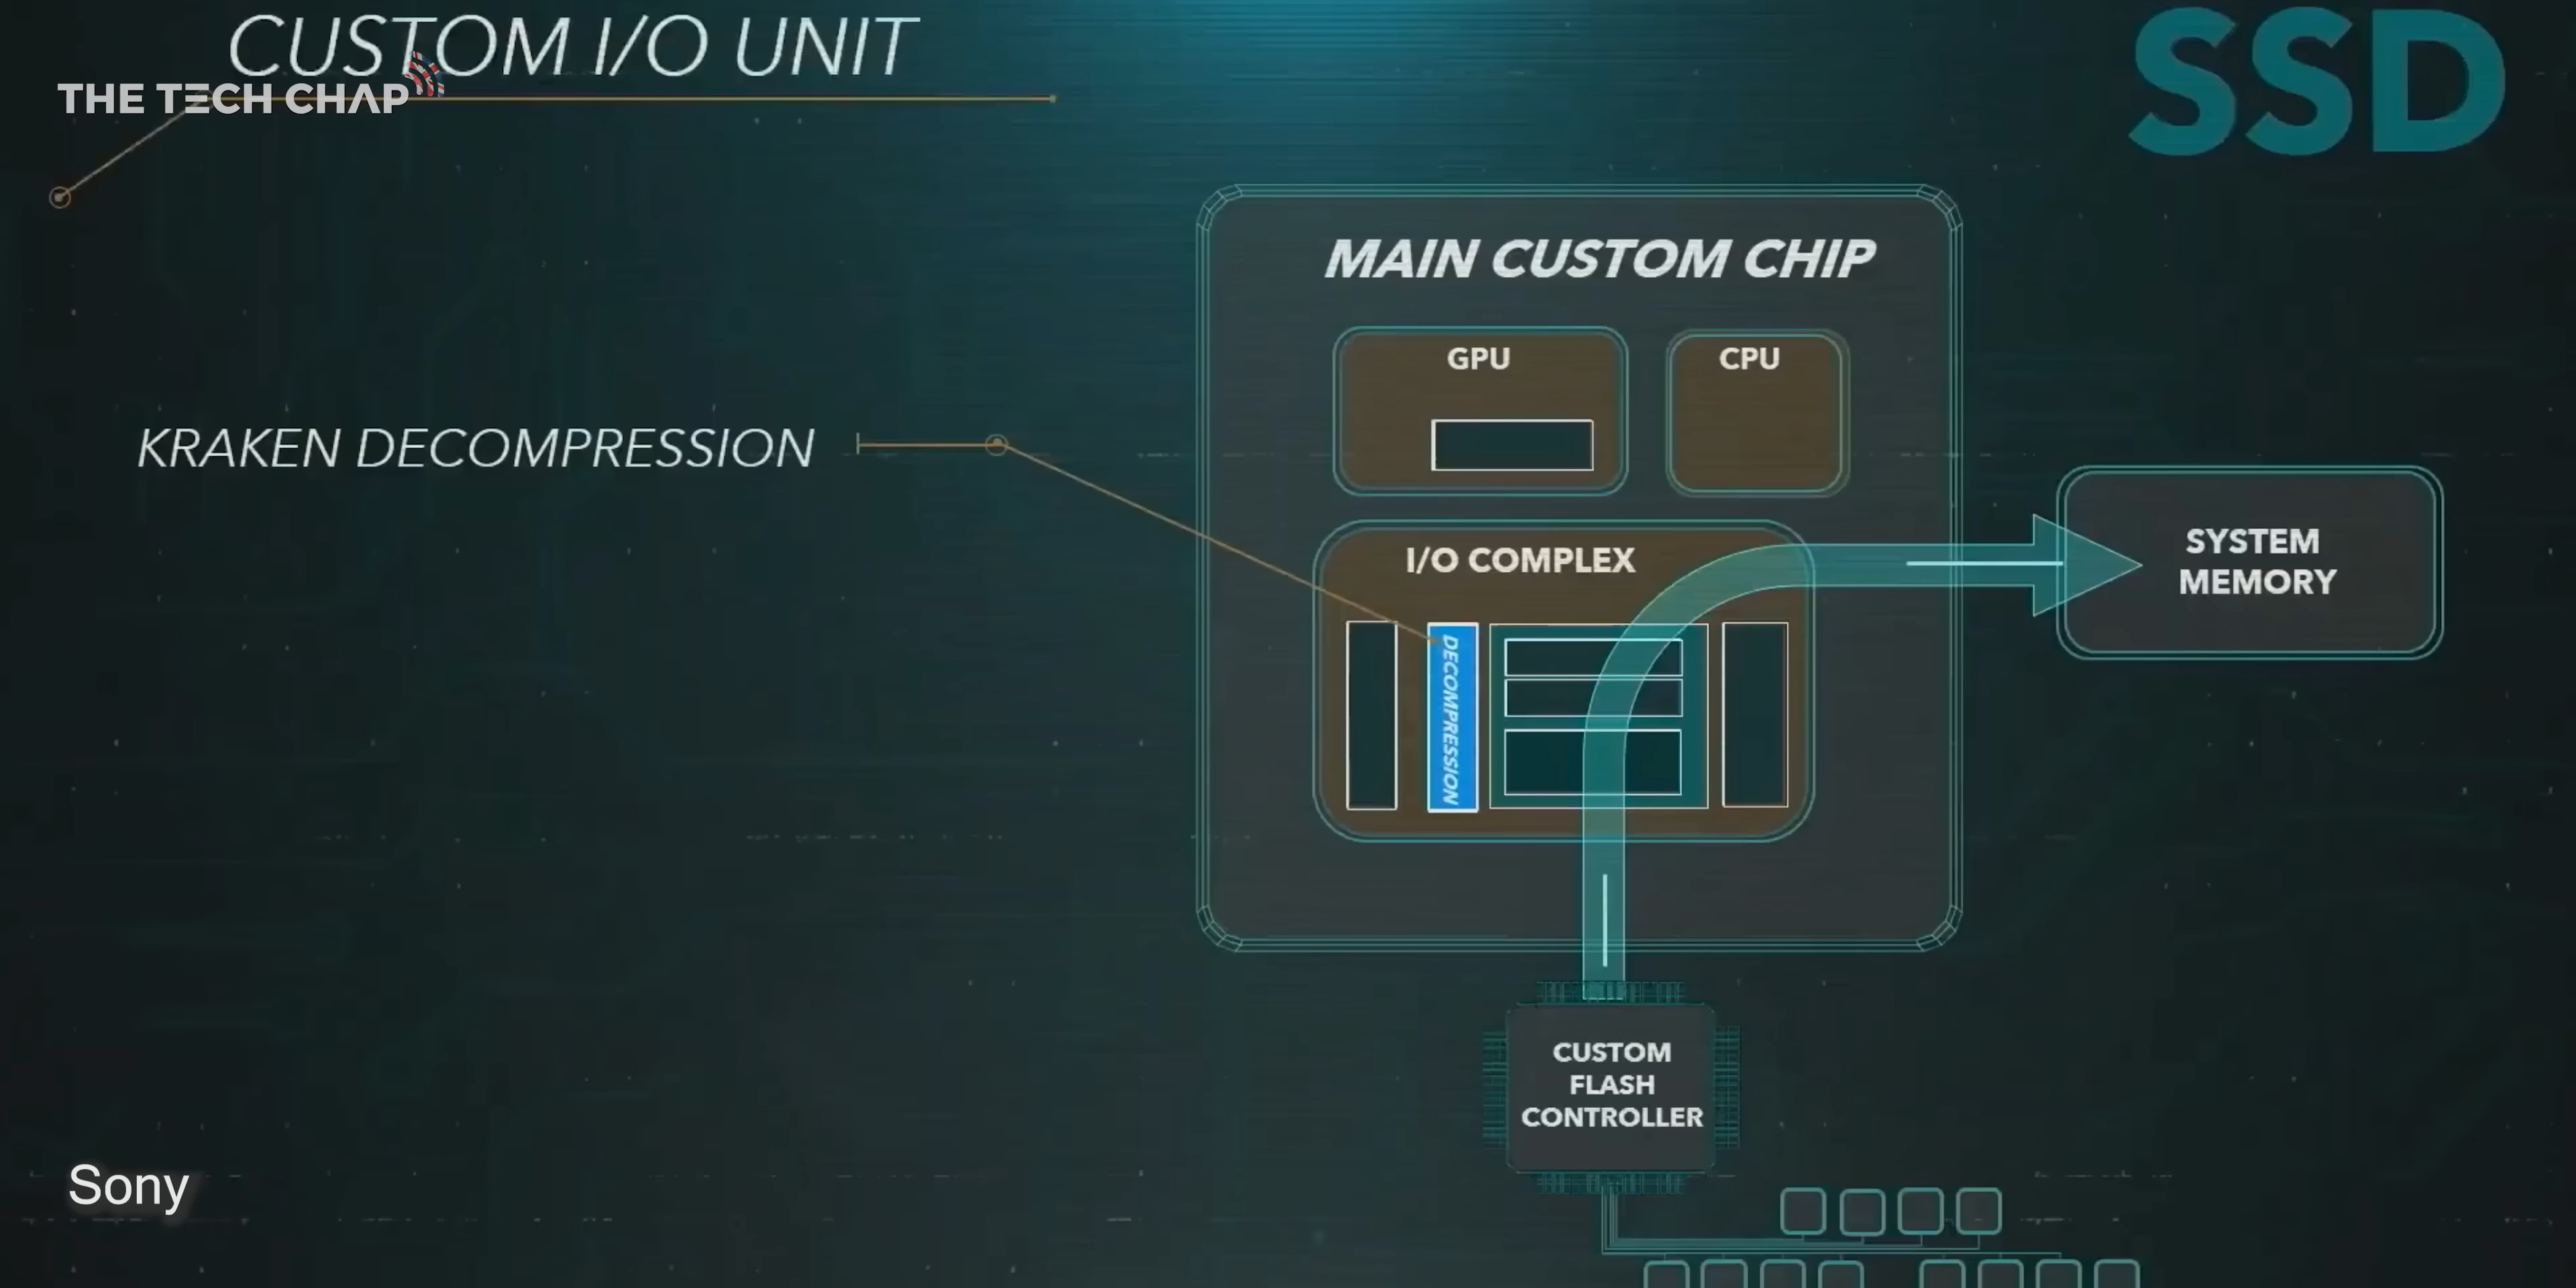 CUSTOM I/O UNIT
THE TECH CHAP
SSD
MAIN CUSTOM CHIP
GPU
CPU
KRAKEN DECOMPRESSION
I/O COMPLEX
SYSTEM
MEMORY
DECOMPRESSION
CUSTOM
FLASH
CONTROLLER
Sony